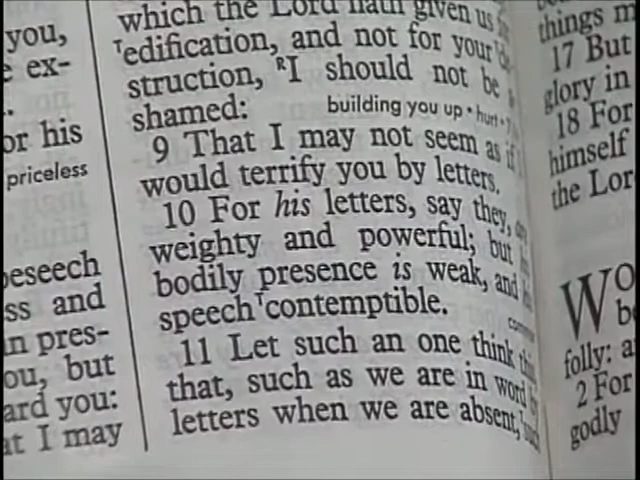 you,
ex-
or his
priceless
beseech
ss and
n pres-
ou, but
ard you:
at I may
which the Lord hath given us
ᵀedification, and not for your
struction, ᴿI should not be
shamed: building you up • hurt •
9 That I may not seem as if
would terrify you by letters.
10 For his letters, say they,
weighty and powerful; but
bodily presence is weak, and
speech ᵀcontemptible.
11 Let such an one think
that, such as we are in word
letters when we are absent,
things
17 But
glory in
18 For
himself
the Lor
Wo
folly:
2 For
godly